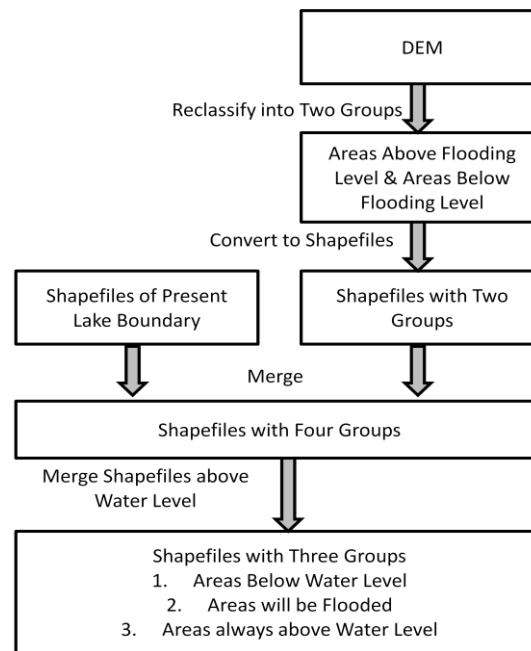 DEM
Reclassify into Two Groups
Areas Above Flooding
Level & Areas Below
Flooding Level
Convert to Shapefiles
Shapefiles of Present
Lake Boundary
Shapefiles with Two
Groups
Merge
Shapefiles with Four Groups
Merge Shapefiles above
Water Level
Shapefiles with Three Groups
1. Areas Below Water Level
2. Areas will be Flooded
3. Areas always above Water Level